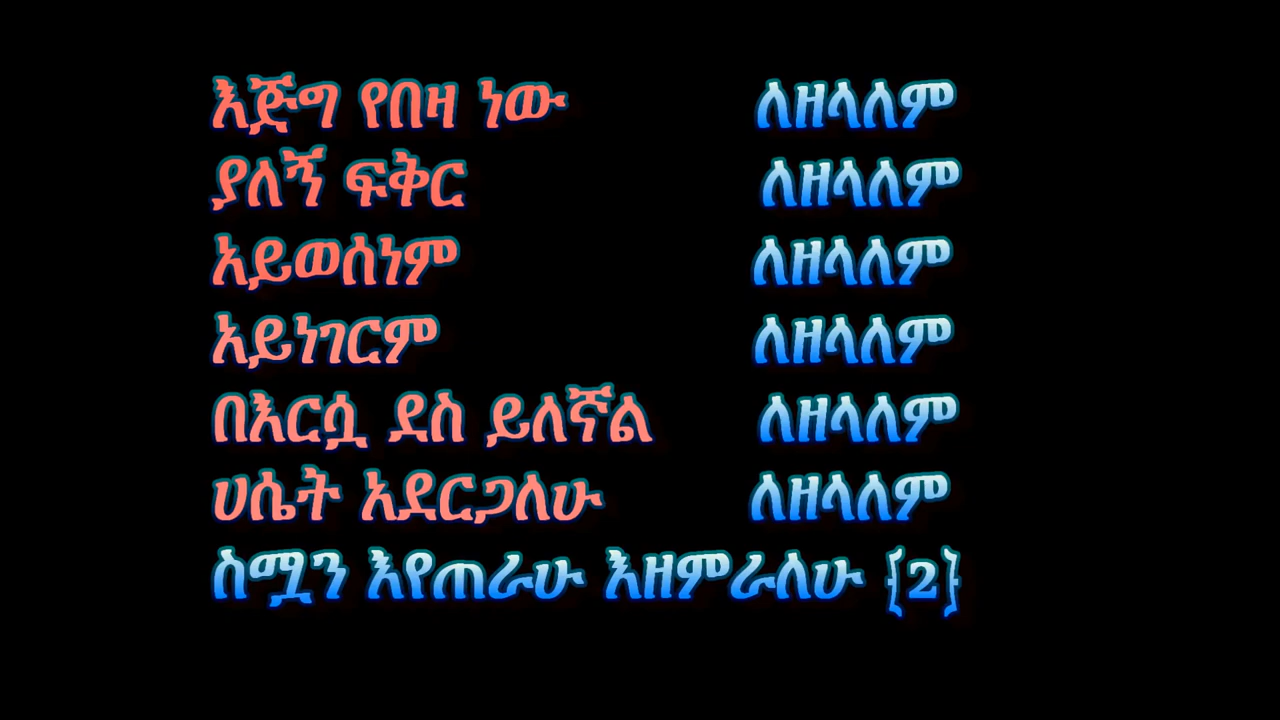 እጅግ የበዛ ነው ለዘላለም
ያለኝ ፍቅር ለዘላለም
አይወሰነም ለዘላለም
አይነገርም ለዘላለም
በእርሷ ደስ ይለኛል ለዘላለም
ሀሴት አደርጋለሁ ለዘላለም
ስሟን እየጠራሁ እዘምራለሁ {2}